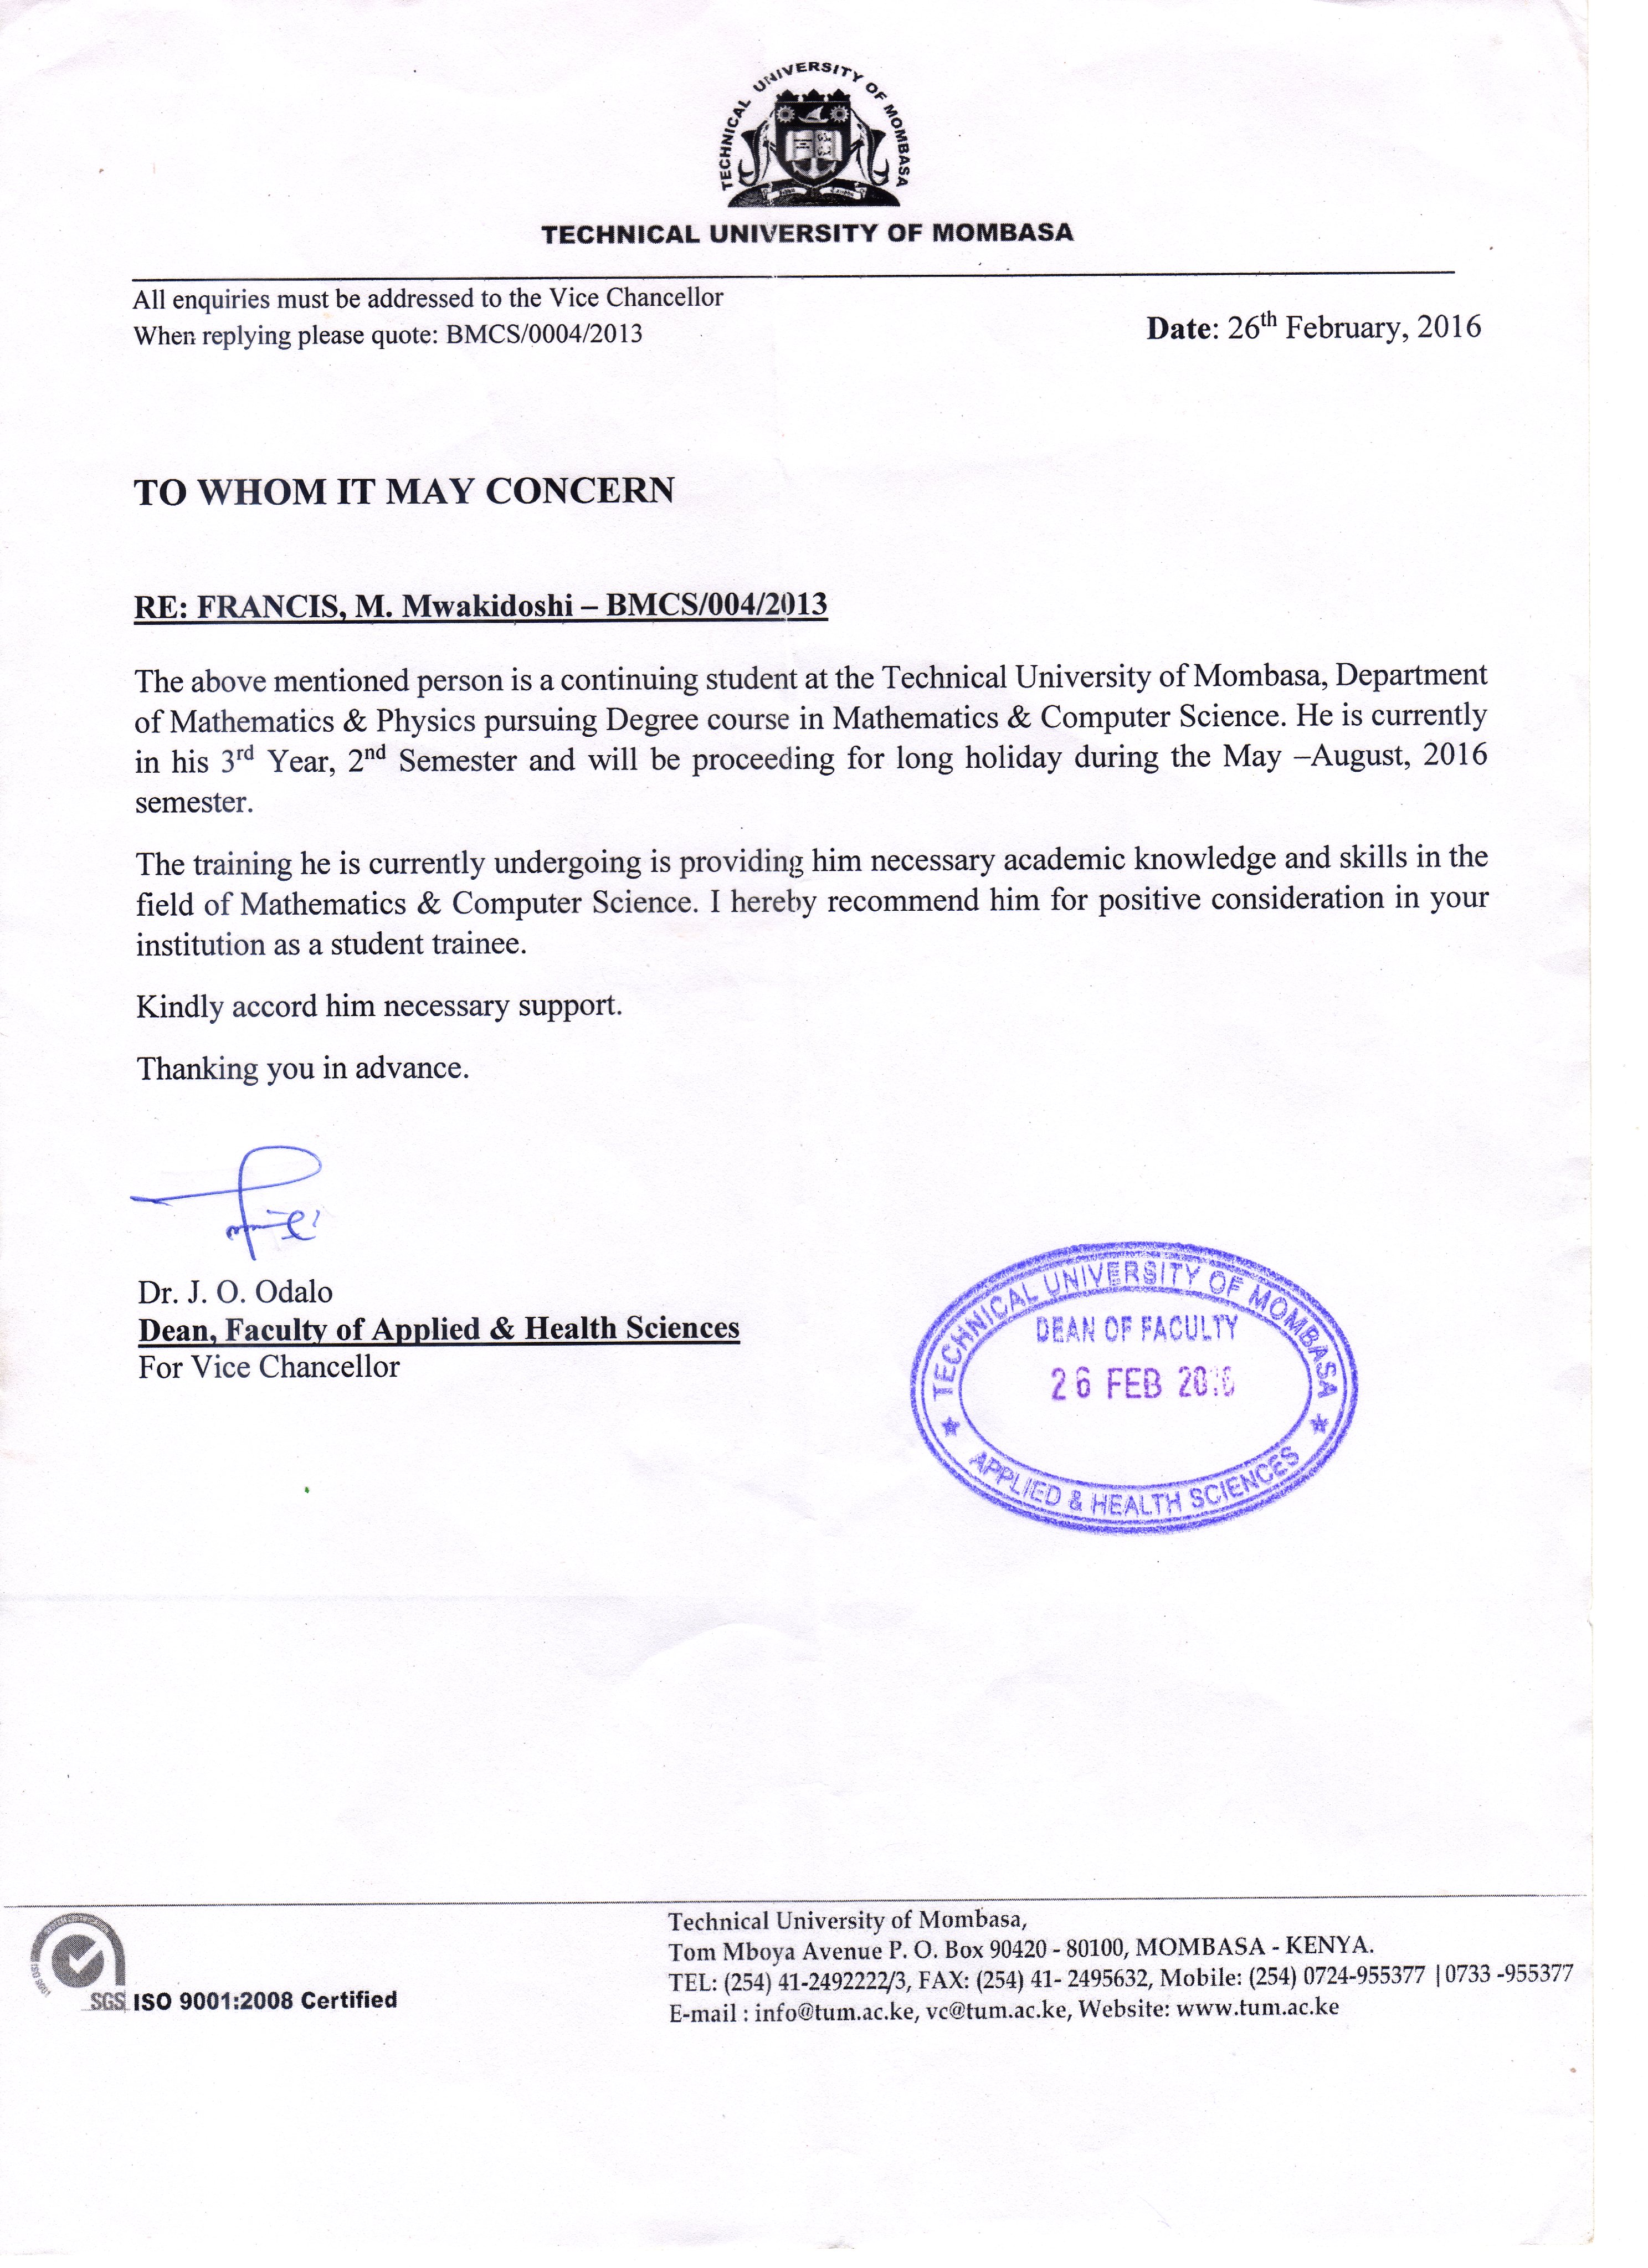 TECHNICAL UNIVERSITY OF MOMBASA
TECHNICAL UNIVERSITY OF MOMBASA
All enquiries must be addressed to the Vice Chancellor
When replying please quote: BMCS/0004/2013
Date: 26th February, 2016
TO WHOM IT MAY CONCERN
RE: FRANCIS, M. Mwakidoshi – BMCS/004/2013
The above mentioned person is a continuing student at the Technical University of Mombasa, Department
of Mathematics & Physics pursuing Degree course in Mathematics & Computer Science. He is currently
in his 3rd Year, 2nd Semester and will be proceeding for long holiday during the May –August, 2016
semester.
The training he is currently undergoing is providing him necessary academic knowledge and skills in the
field of Mathematics & Computer Science. I hereby recommend him for positive consideration in your
institution as a student trainee.
Kindly accord him necessary support.
Thanking you in advance.
Dr. J. O. Odalo
Dean, Faculty of Applied & Health Sciences
For Vice Chancellor
TECHNICAL UNIVERSITY OF MOMBASA
DEAN OF FACULTY
26 FEB 2016
APPLIED & HEALTH SCIENCES
SYSTEM CERTIFICATION
ISO 9001
SGS
ISO 9001:2008 Certified
Technical University of Mombasa,
Tom Mboya Avenue P. O. Box 90420 - 80100, MOMBASA - KENYA.
TEL: (254) 41-2492222/3, FAX: (254) 41- 2495632, Mobile: (254) 0724-955377 |0733 -955377
E-mail : info@tum.ac.ke, vc@tum.ac.ke, Website: www.tum.ac.ke